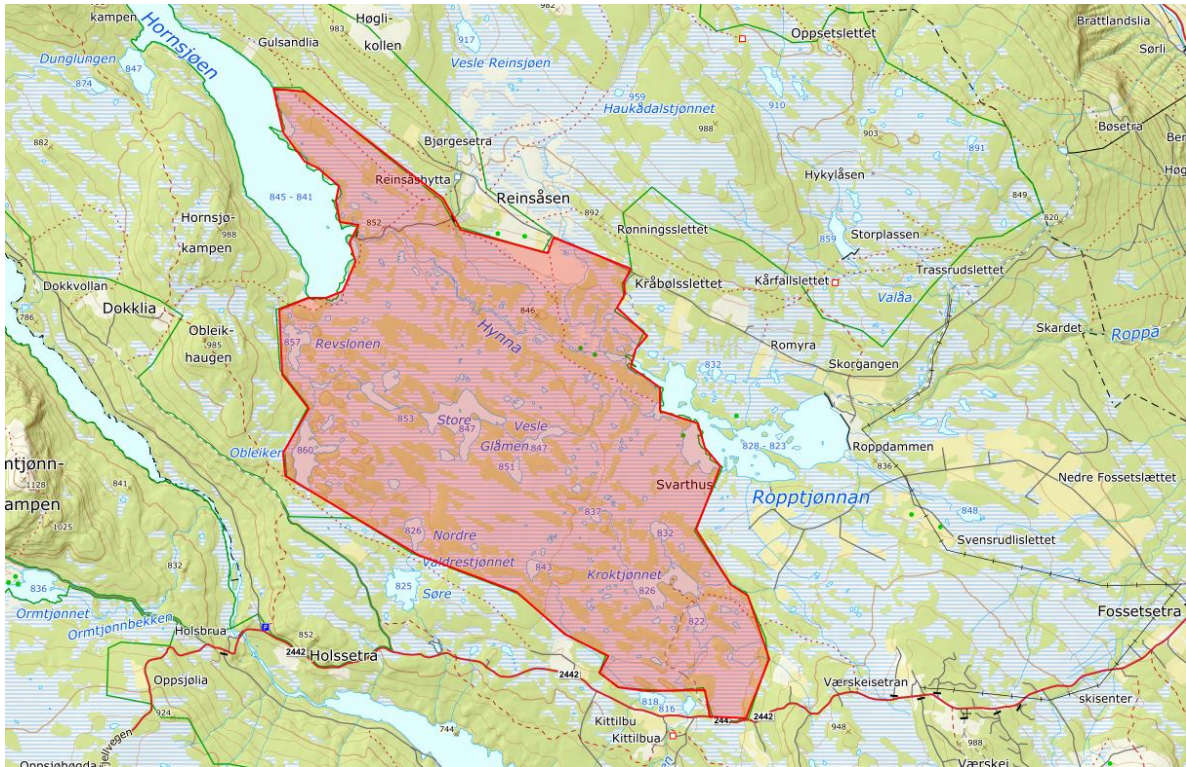 kampen
Høgli
kollen
983
982
Oppsetslettet
Brattlandslia
Hornsjøen
Gulsandlia
917
Vesle Reinsjøen
Sørli
Dunglungen
847
874
959
Haukådalstjønnet
910
988
903
Bøsetra
882
Bjørgesetra
891
Reinsåshytta
Hykylåsen
Reinsåsen
845 - 841
849
Hornsjø-
kampen
988
852
892
Rønningsslettet
820
859
Storplassen
Trassrudslettet
Dokkvollan
Kråbølsslettet
Kårfallslettet
Valåa
Dokklia
786
846
Hynna
Skardet
Roppa
Obleik-
985
haugen
857
Revslonen
Romyra
832
Skorgangen
853
Store
847
Vesle
Glåmen
847
851
828 - 823
Roppdammen
Obleiken
860
836
Nedre Fossetslættet
1128
841
Svarthus
Ropptjønnan
ampen
1025
837
848
826
Nordre
832
Svensrudlislettet
Valdrestjønnet
843
Kroktjønnet
832
836
825
Søre
826
Ormtjønnet
822
Fossetsetra
Ormtjønnbekken
Holsbrua
P
852
2442
Holssetra
2442
Oppsjølia
Værskeisetran
818
816
skisenter
924
Kittilbu
2442
948
744
Kittilbua
988
Værskei